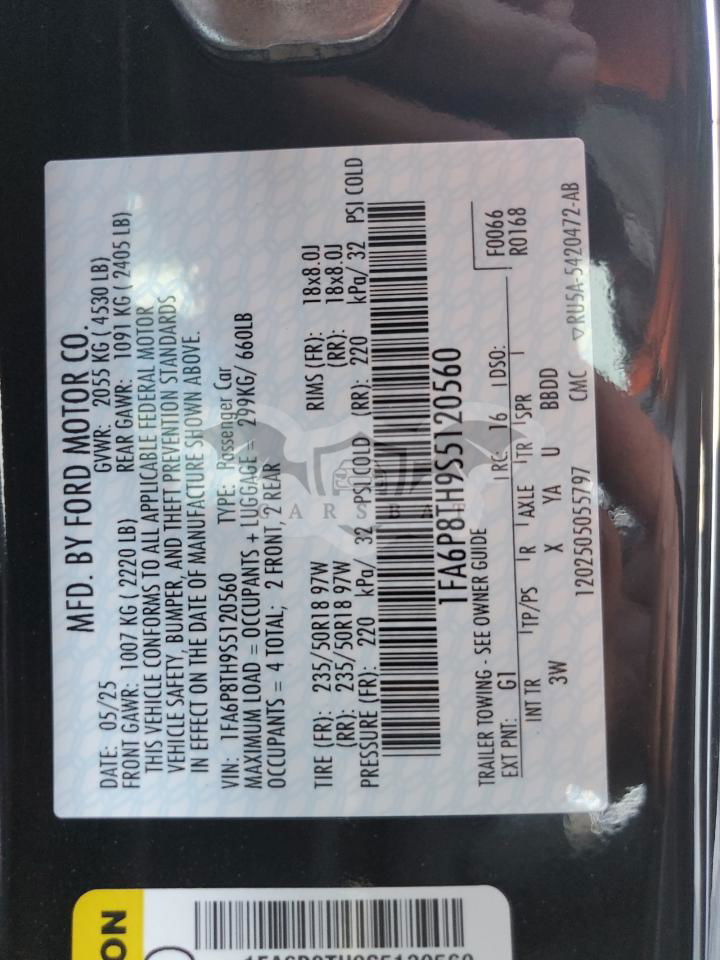 MFD. BY FORD MOTOR CO.
DATE: 05/25 GVWR: 2055 KG ( 4530 LB)
FRONT GAWR: 1007 KG ( 2220 LB) REAR GAWR: 1091 KG ( 2405 LB)
THIS VEHICLE CONFORMS TO ALL APPLICABLE FEDERAL MOTOR
VEHICLE SAFETY, BUMPER, AND THEFT PREVENTION STANDARDS
IN EFFECT ON THE DATE OF MANUFACTURE SHOWN ABOVE.
VIN: 1FA6P8TH9S5120560 TYPE: Passenger Car
MAXIMUM LOAD = OCCUPANTS + LUGGAGE = 299KG/ 660LB
OCCUPANTS = 4 TOTAL; 2 FRONT, 2 REAR
TIRE (FR): 235/50R18 97W RIMS (FR): 18x8.0J
(RR): 235/50R18 97W (RR): 18x8.0J
PRESSURE (FR): 220 kPa/ 32 PSI COLD (RR): 220 kPa/ 32 PSI COLD
1FA6P8TH9S5120560
TRAILER TOWING - SEE OWNER GUIDE
EXT PNT: G1 RC: 16 DSO: F0066
R0168
INT TR TP/PS R AXLE TR SPR
3W X YA U BBDD
1202505055797 CMC ▽RU5A-5420472-AB
CARSBAT
ON
1FA6P8TH9S5120560